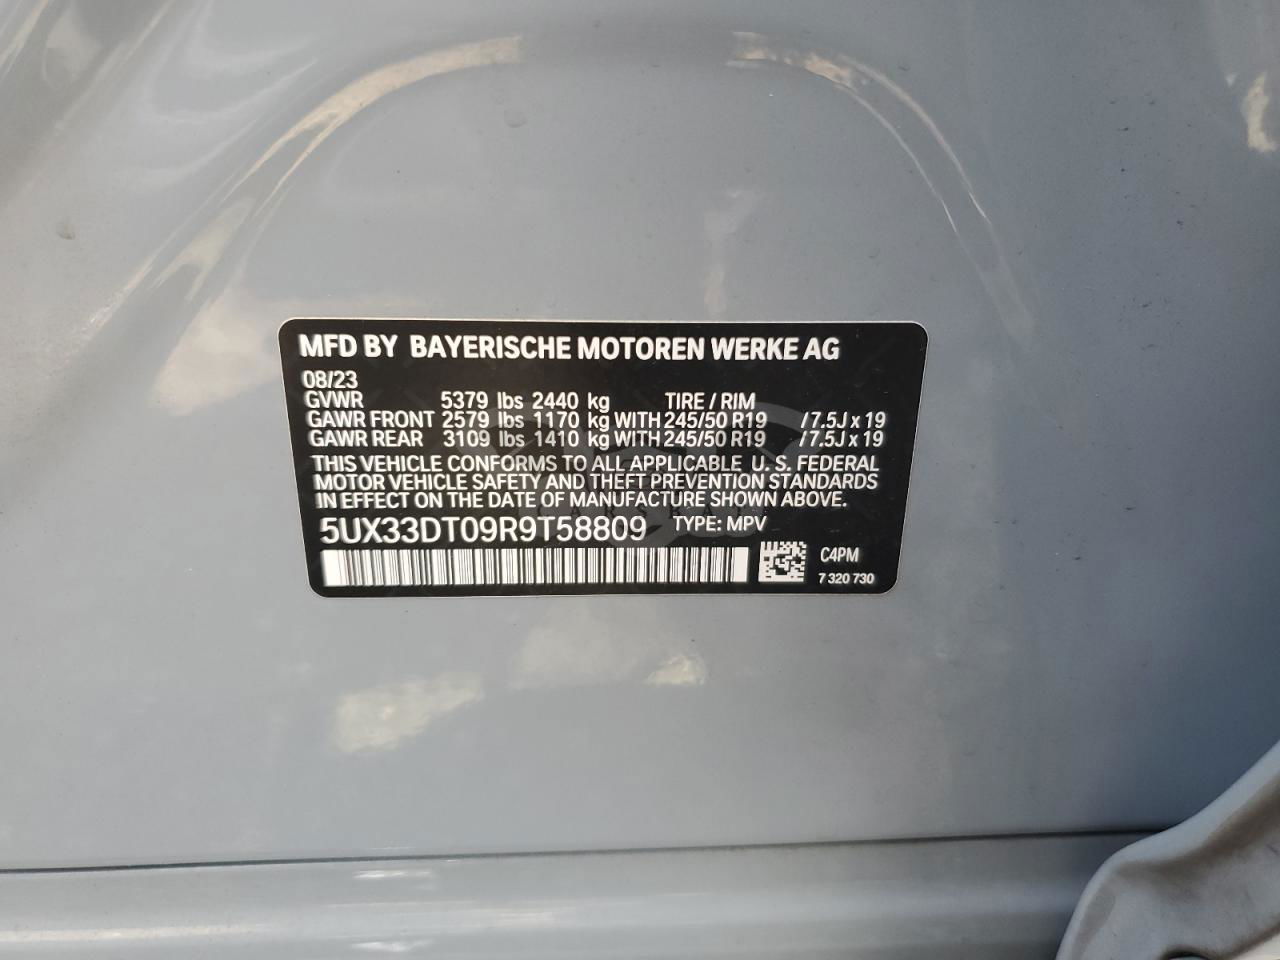 MFD BY BAYERISCHE MOTOREN WERKE AG
08/23
GVWR 5379 lbs 2440 kg TIRE / RIM
GAWR FRONT 2579 lbs 1170 kg WITH 245/50 R19 /7.5J x 19
GAWR REAR 3109 lbs 1410 kg WITH 245/50 R19 /7.5J x 19
THIS VEHICLE CONFORMS TO ALL APPLICABLE U. S. FEDERAL
MOTOR VEHICLE SAFETY AND THEFT PREVENTION STANDARDS
IN EFFECT ON THE DATE OF MANUFACTURE SHOWN ABOVE.
5UX33DT09R9T58809 TYPE: MPV
C4PM
7 320 730